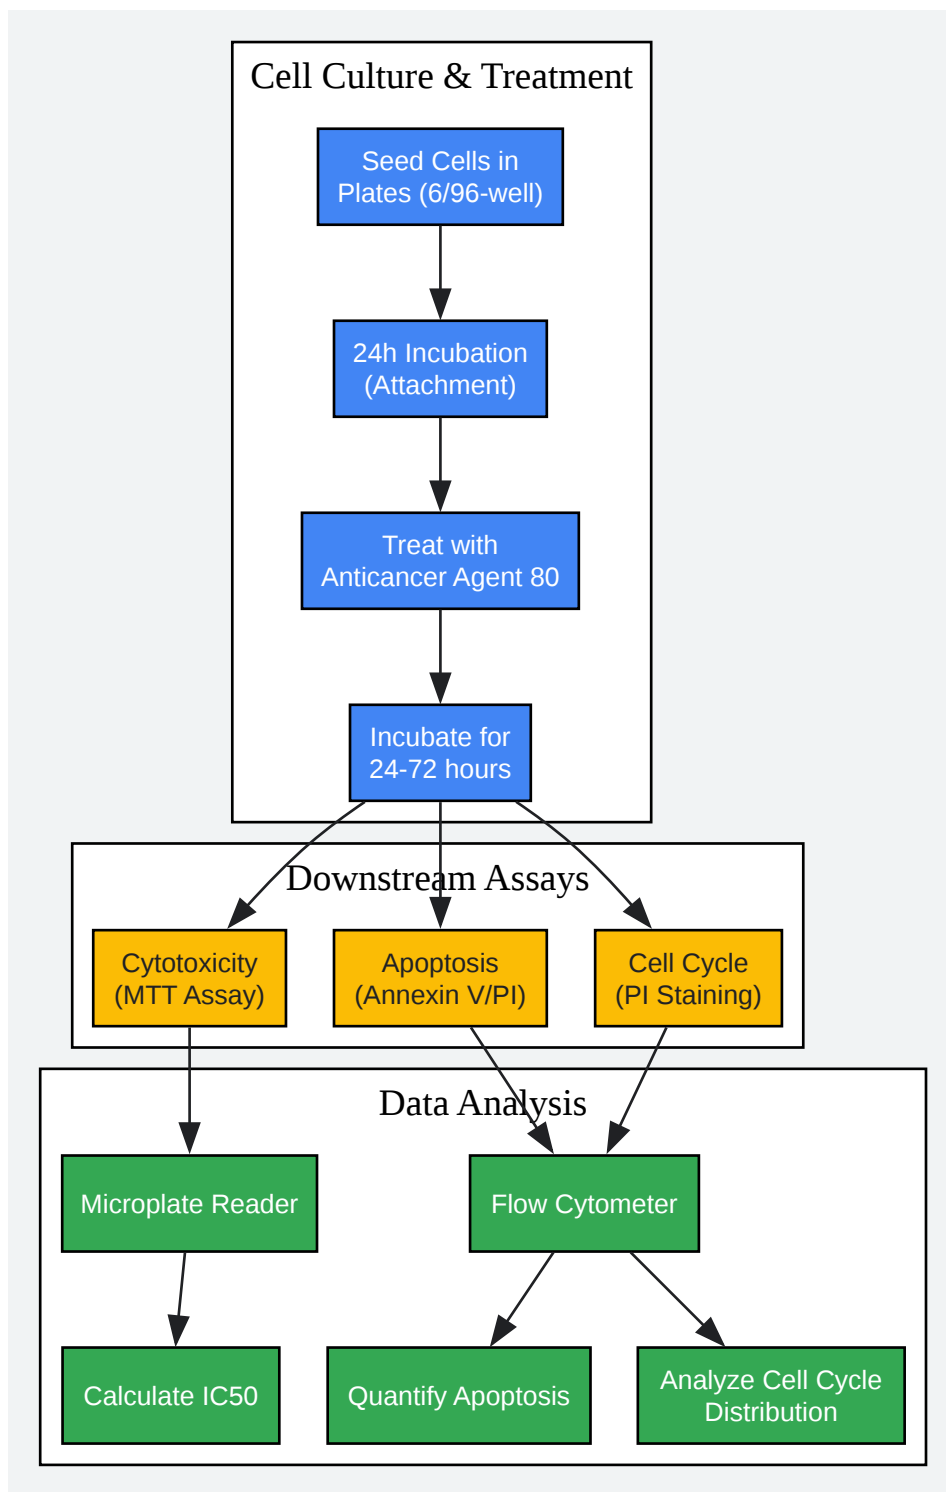 Cell Culture & Treatment
Seed Cells in
Plates (6/96-well)
24h Incubation
(Attachment)
Treat with
Anticancer Agent 80
Incubate for
24-72 hours
Downstream Assays
Cytotoxicity
(MTT Assay)
Apoptosis
(Annexin V/PI)
Cell Cycle
(PI Staining)
Data Analysis
Microplate Reader
Flow Cytometer
Calculate IC50
Quantify Apoptosis
Analyze Cell Cycle
Distribution